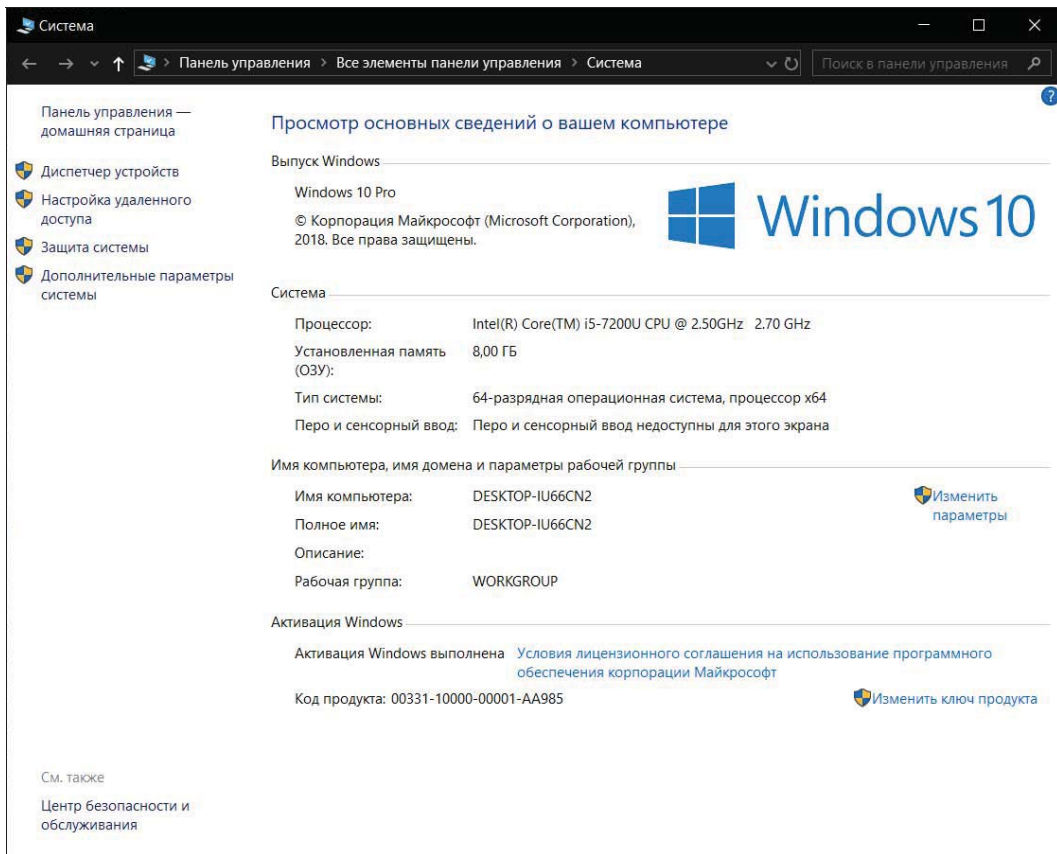 Система
Панель управления > Все элементы панели управления > Система
Поиск в панели управления
?
Панель управления —
домашняя страница
Диспетчер устройств
Настройка удаленного
доступа
Защита системы
Дополнительные параметры
системы
Просмотр основных сведений о вашем компьютере
Выпуск Windows
Windows 10 Pro
© Корпорация Майкрософт (Microsoft Corporation),
2018. Все права защищены.
Windows 10
Система
Процессор: Intel(R) Core(TM) i5-7200U CPU @ 2.50GHz 2.70 GHz
Установленная память 8,00 ГБ
(ОЗУ):
Тип системы: 64-разрядная операционная система, процессор x64
Перо и сенсорный ввод: Перо и сенсорный ввод недоступны для этого экрана
Имя компьютера, имя домена и параметры рабочей группы
Имя компьютера: DESKTOP-IU66CN2
Изменить
параметры
Полное имя: DESKTOP-IU66CN2
Описание:
Рабочая группа: WORKGROUP
Активация Windows
Активация Windows выполнена Условия лицензионного соглашения на использование программного
обеспечения корпорации Майкрософт
Код продукта: 00331-10000-00001-AA985 Изменить ключ продукта
См. также
Центр безопасности и
обслуживания